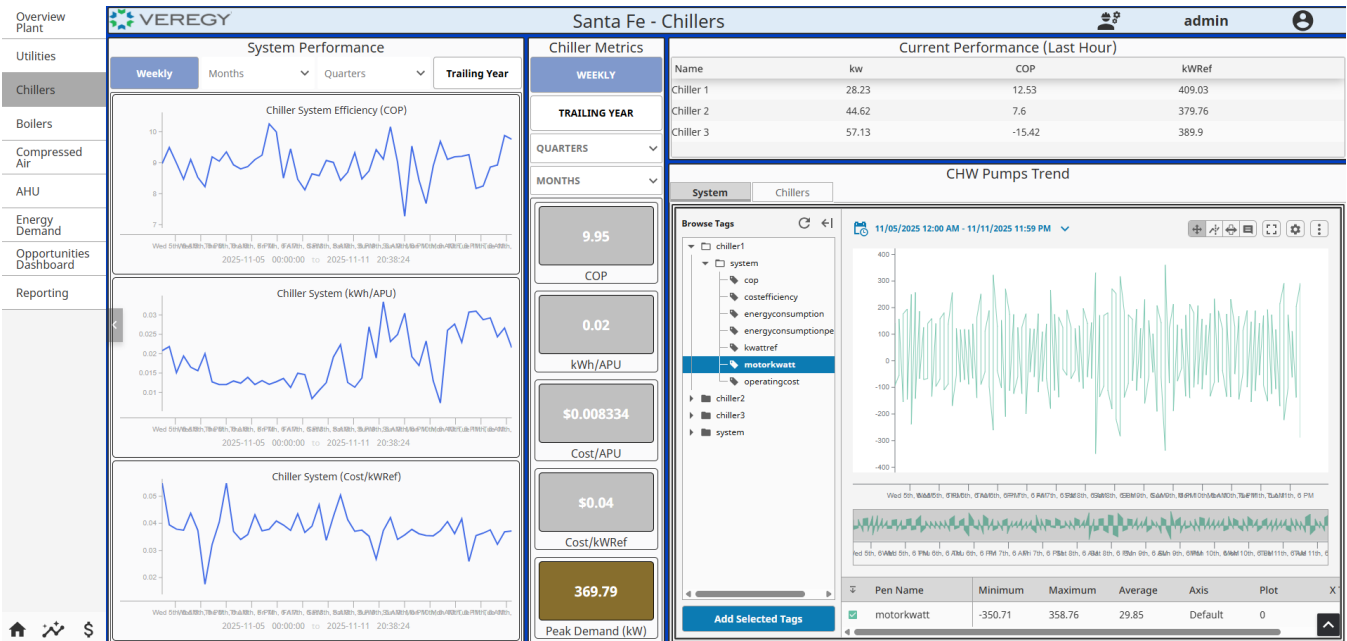 Overview
Plant
Utilities
Chillers
Boilers
Compressed
Air
AHU
Energy
Demand
Opportunities
Dashboard
Reporting
VEREGY
Santa Fe - Chillers
admin
System Performance
Weekly
Months
Quarters
Trailing Year
Chiller System Efficiency (COP)
10
9
8
7
2025-11-05 00:00:00 to 2025-11-11 20:38:24
Chiller System (kWh/APU)
0.03
0.025
0.02
0.015
0.01
2025-11-05 00:00:00 to 2025-11-11 20:38:24
Chiller System (Cost/kWRef)
0.05
0.04
0.03
0.02
2025-11-05 00:00:00 to 2025-11-11 20:38:24
Chiller Metrics
WEEKLY
TRAILING YEAR
QUARTERS
MONTHS
9.95
COP
0.02
kWh/APU
$0.008334
Cost/APU
$0.04
Cost/kWRef
369.79
Peak Demand (kW)
Current Performance (Last Hour)
Name kw COP kWRef
Chiller 1 28.23 12.53 409.03
Chiller 2 44.62 7.6 379.76
Chiller 3 57.13 -15.42 389.9
CHW Pumps Trend
System Chillers
Browse Tags
chiller1
system
cop
costefficiency
energyconsumption
energyconsumptionpe
kwattref
motorkwatt
operatingcost
chiller2
chiller3
system
Add Selected Tags
11/05/2025 12:00 AM - 11/11/2025 11:59 PM
400
300
200
100
0
-100
-200
-300
-400
Pen Name Minimum Maximum Average Axis Plot X
motorkwatt -350.71 358.76 29.85 Default 0